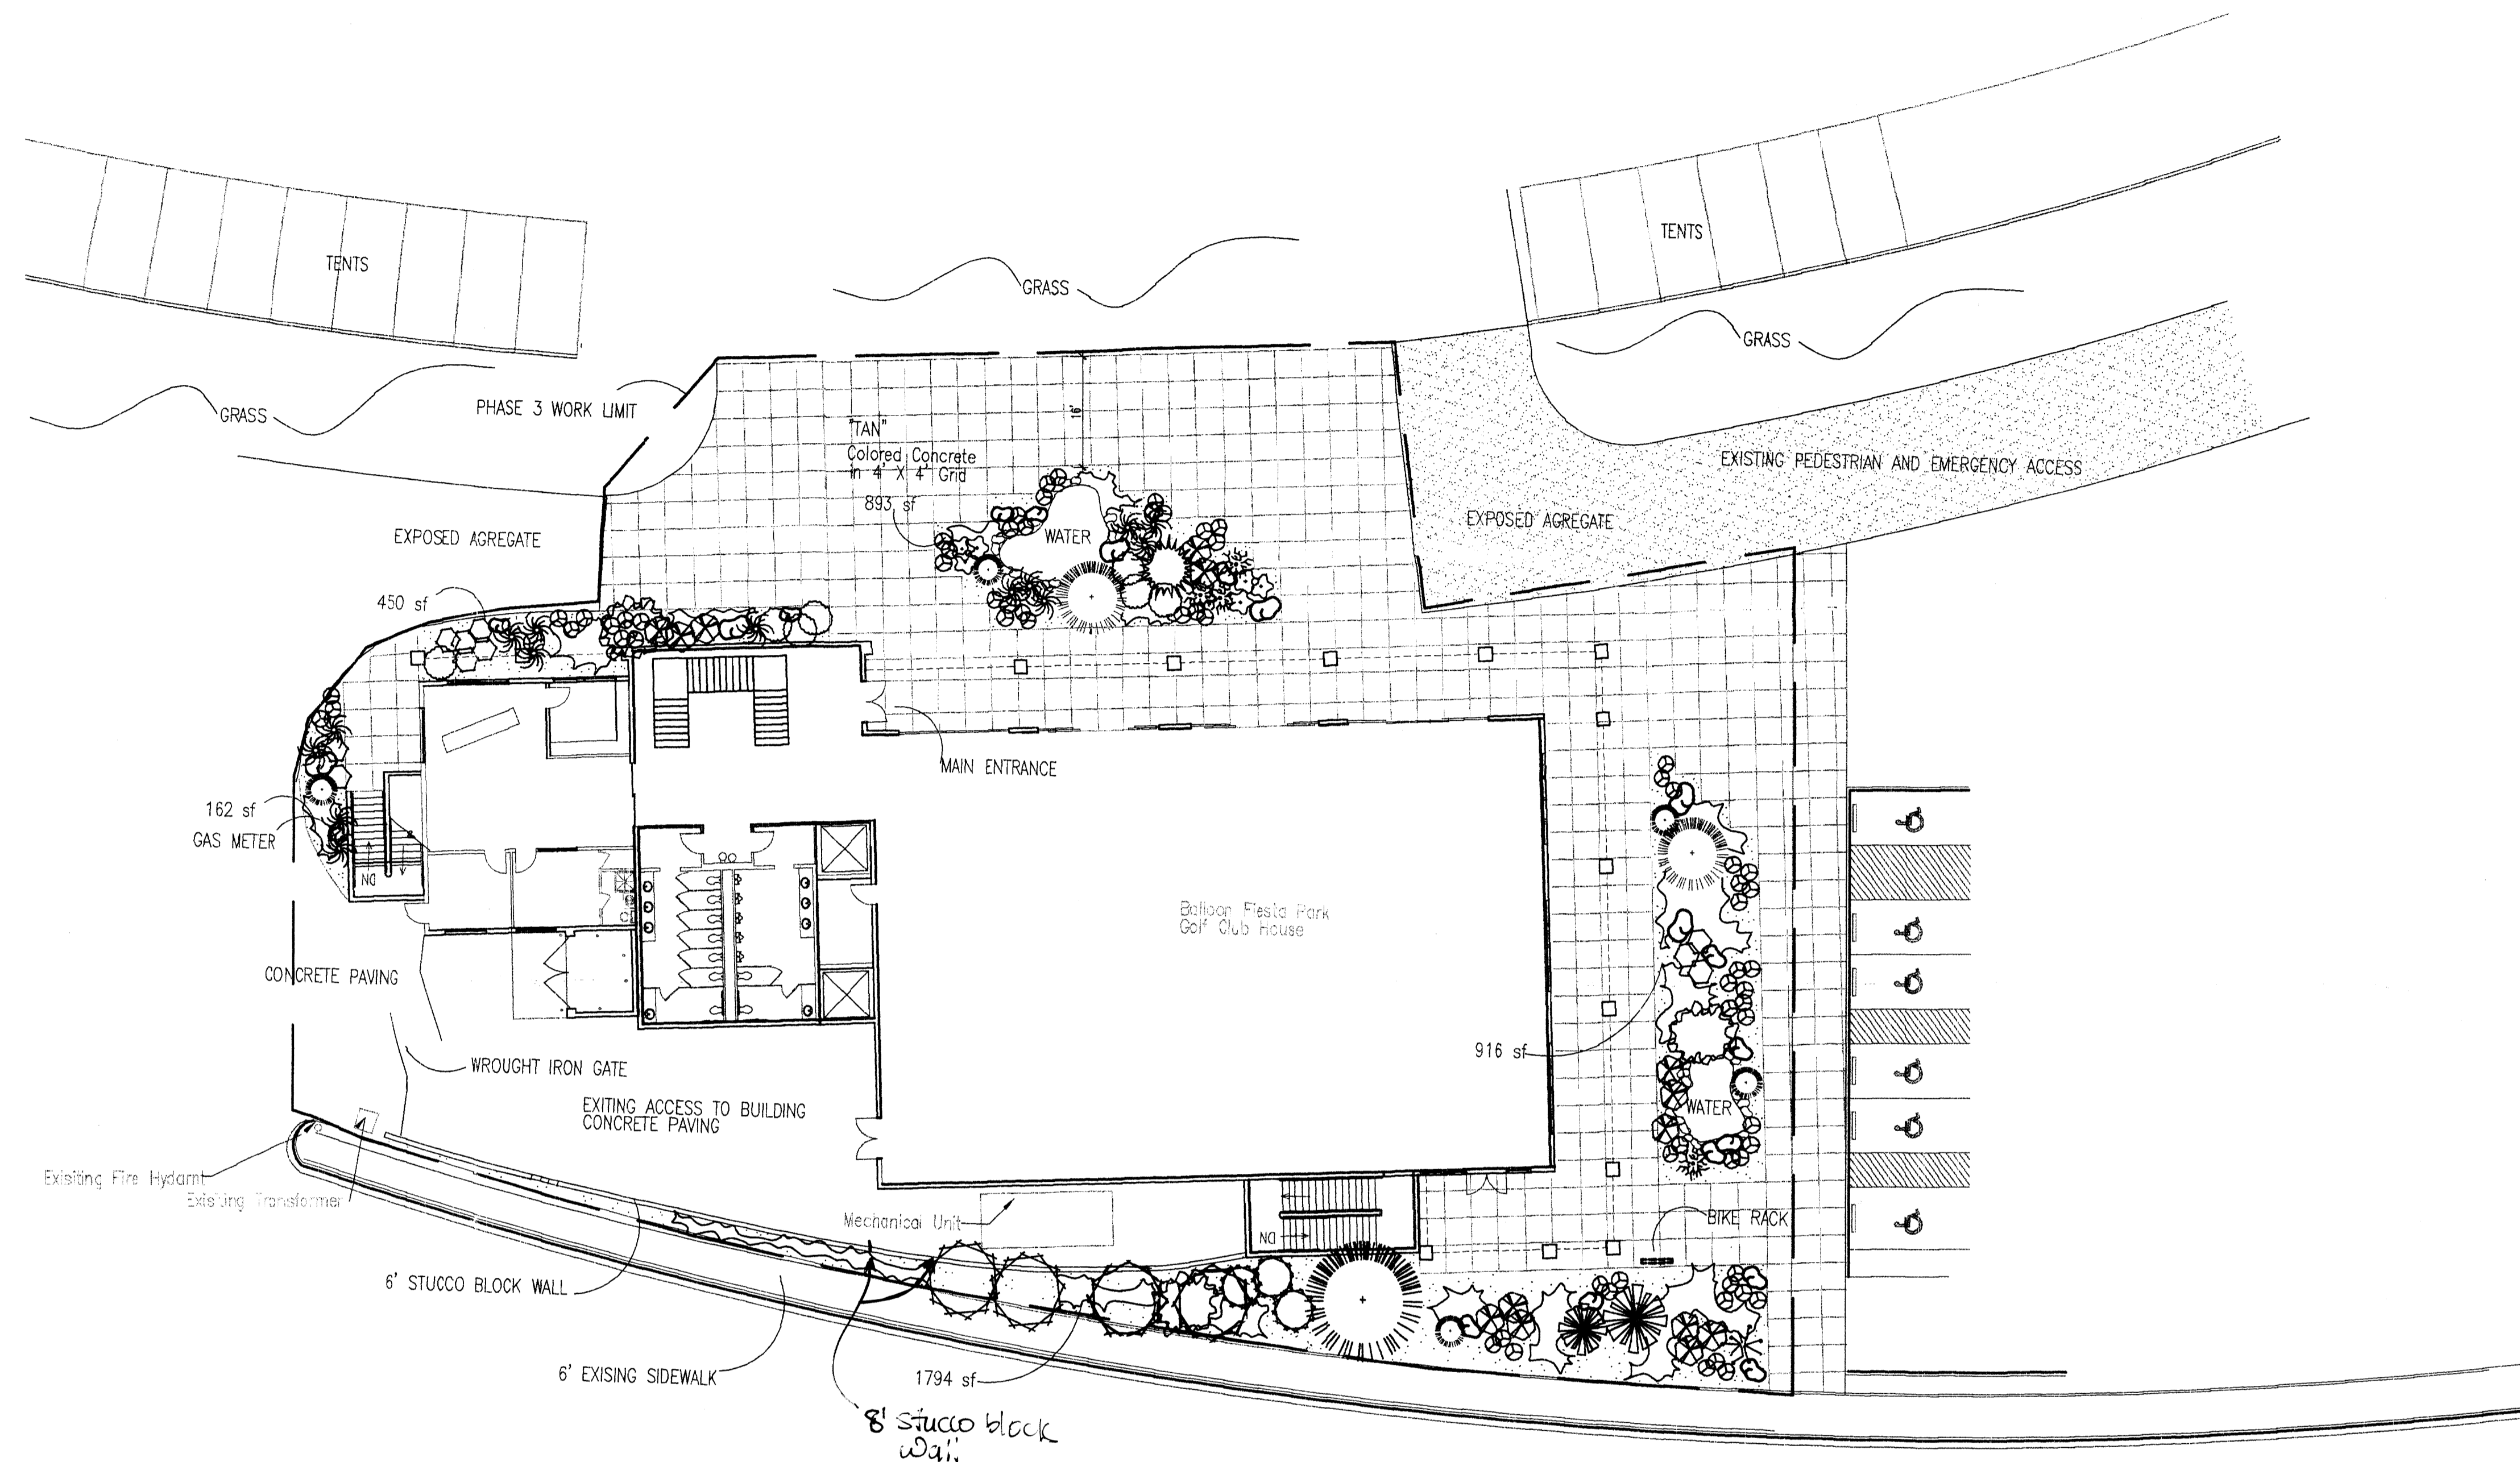 TENTS
TENTS
GRASS
GRASS
GRASS
PHASE 3 WORK LIMIT
16'
"TAN"
Colored Concrete
in 4' X 4' Grid
893 sf
EXISTING PEDESTRIAN AND EMERGENCY ACCESS
EXPOSED AGREGATE
EXPOSED AGREGATE
WATER
450 sf
MAIN ENTRANCE
162 sf
GAS METER
DN
Balloon Fiesta Park
Golf Club House
CONCRETE PAVING
916 sf
WROUGHT IRON GATE
EXITING ACCESS TO BUILDING
CONCRETE PAVING
WATER
Exisiting Fire Hydarnt
Existing Transformer
Mechanical Unit
DN
BIKE RACK
6' STUCCO BLOCK WALL
6' EXISING SIDEWALK
1794 sf
8' Stucco block
Wall